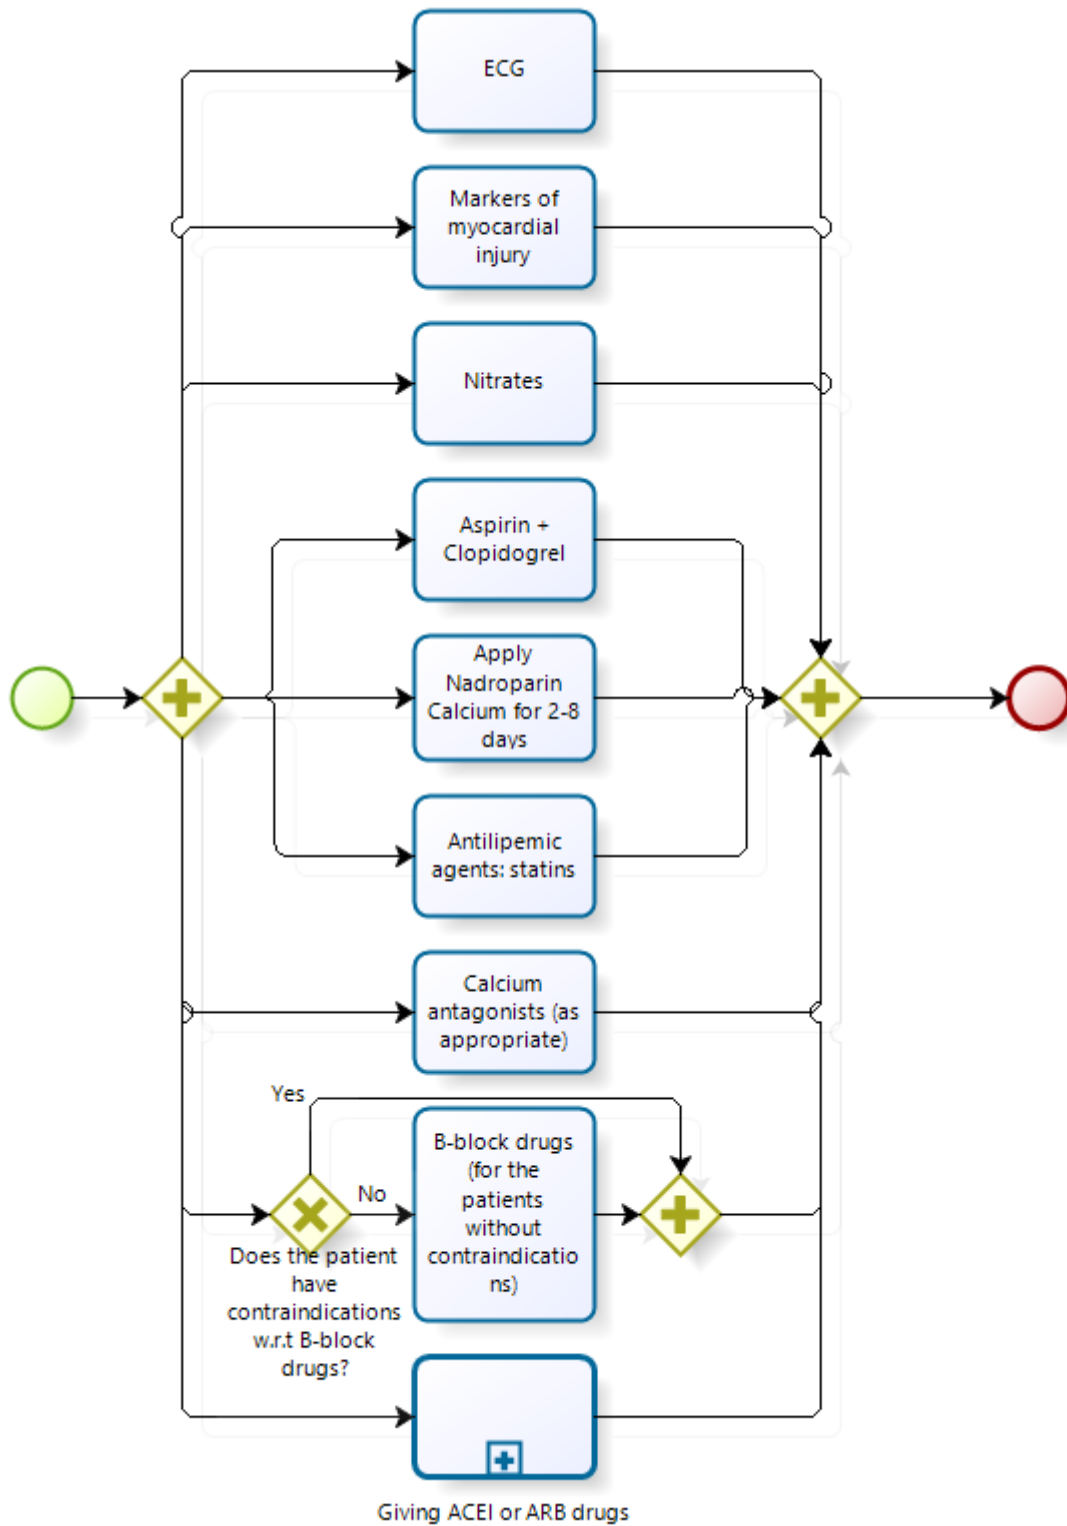 ECG
Markers of
myocardial
injury
Nitrates
Aspirin +
Clopidogrel
Apply
Nadroparin
Calcium for 2-8
days
Antilipemic
agents: statins
Calcium
antagonists (as
appropriate)
Yes
No
B-block drugs
(for the
patients
without
contraindicatio
ns)
Does the patient
have
contraindications
w.r.t B-block
drugs?
Giving ACEI or ARB drugs